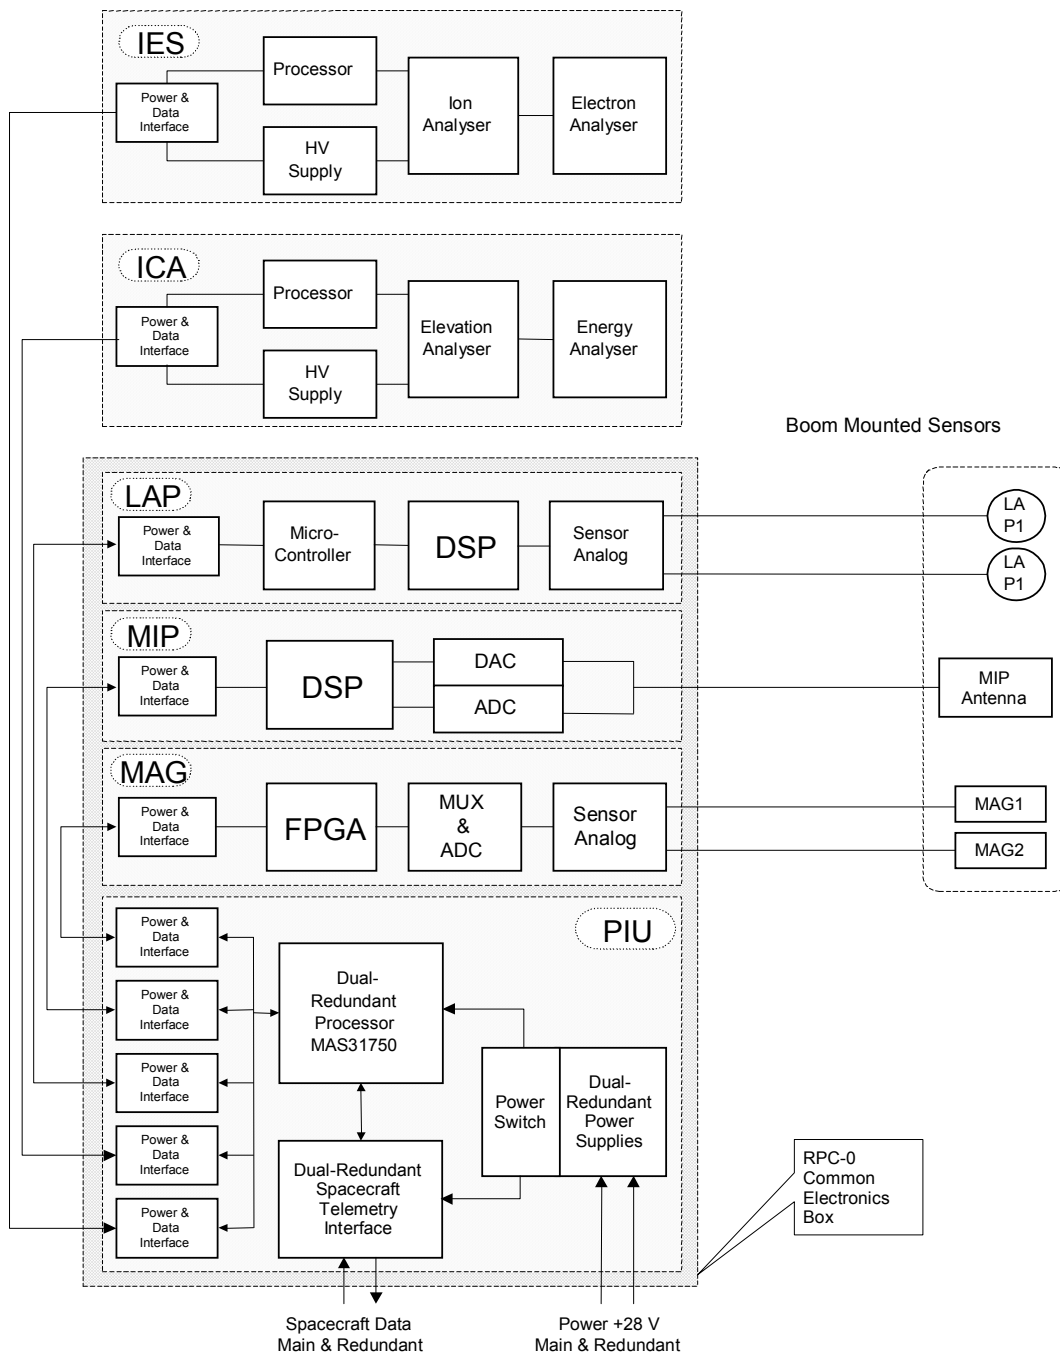 IES
Processor
Power &
Data
Interface
HV
Supply
Ion
Analyser
Electron
Analyser
ICA
Processor
Power &
Data
Interface
HV
Supply
Elevation
Analyser
Energy
Analyser
Boom Mounted Sensors
LAP
Power &
Data
Interface
Micro-
Controller
DSP
Sensor
Analog
LA
P1
LA
P1
MIP
Power &
Data
Interface
DSP
DAC
ADC
MIP
Antenna
MAG
Power &
Data
Interface
FPGA
MUX
&
ADC
Sensor
Analog
MAG1
MAG2
PIU
Power &
Data
Interface
Power &
Data
Interface
Power &
Data
Interface
Power &
Data
Interface
Power &
Data
Interface
Dual-
Redundant
Processor
MAS31750
Dual-Redundant
Spacecraft
Telemetry
Interface
Power
Switch
Dual-
Redundant
Power
Supplies
RPC-0
Common
Electronics
Box
Spacecraft Data
Main & Redundant
Power +28 V
Main & Redundant